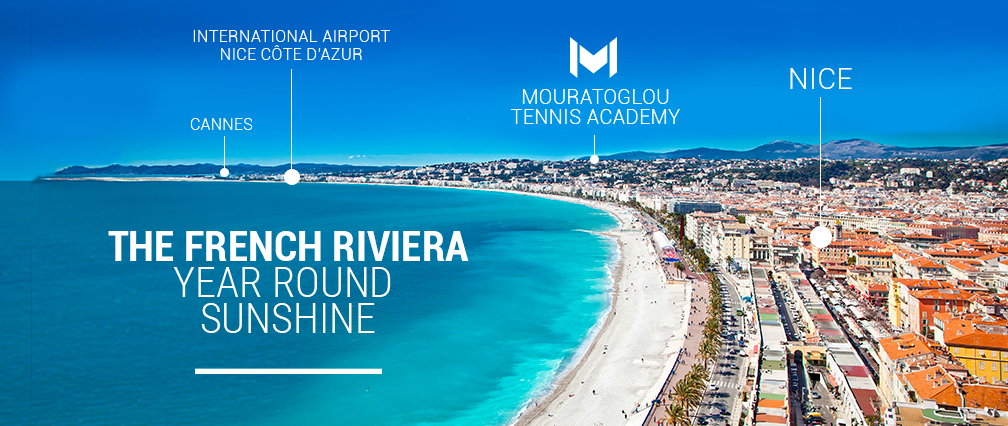 INTERNATIONAL AIRPORT
NICE CÔTE D'AZUR
CANNES
M
MOURATOGLOU
TENNIS ACADEMY
NICE
THE FRENCH RIVIERA
YEAR ROUND
SUNSHINE